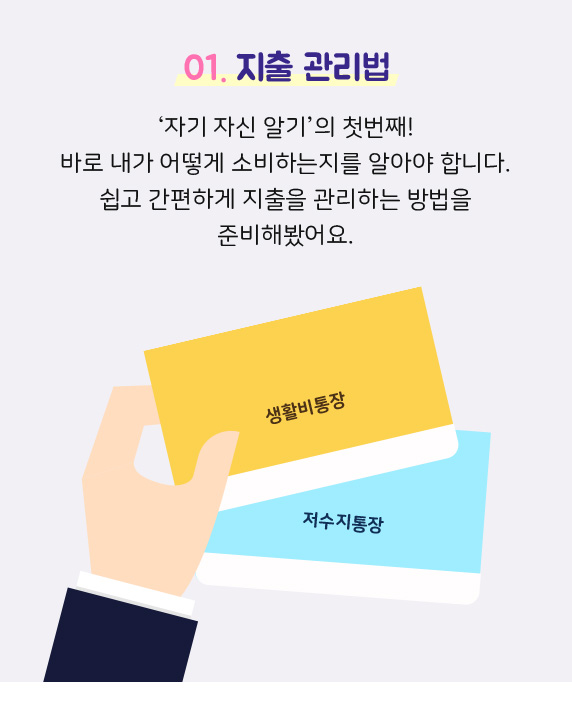 01. 지출 관리법
‘자기 자신 알기’의 첫번째!
바로 내가 어떻게 소비하는지를 알아야 합니다.
쉽고 간편하게 지출을 관리하는 방법을
준비해봤어요.
생활비통장
저수지통장